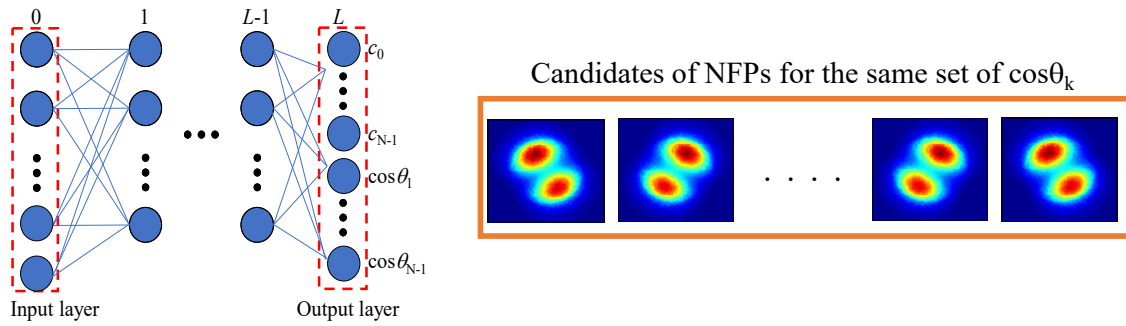 0 1 L-1 L
c0
cN-1
cosθ1
cosθN-1
Input layer
Output layer
Candidates of NFPs for the same set of cosθk